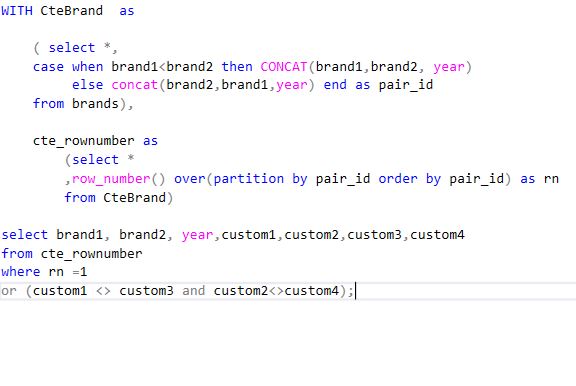 WITH CteBrand  as
( select *,
case when brand1<brand2 then CONCAT(brand1,brand2, year)
else concat(brand2,brand1,year) end as pair_id
from brands),
cte_rownumber as
(select *
,row_number() over(partition by pair_id order by pair_id) as rn
from CteBrand)
select brand1, brand2, year,custom1,custom2,custom3,custom4
from cte_rownumber
where rn =1
or (custom1 <> custom3 and custom2<>custom4);